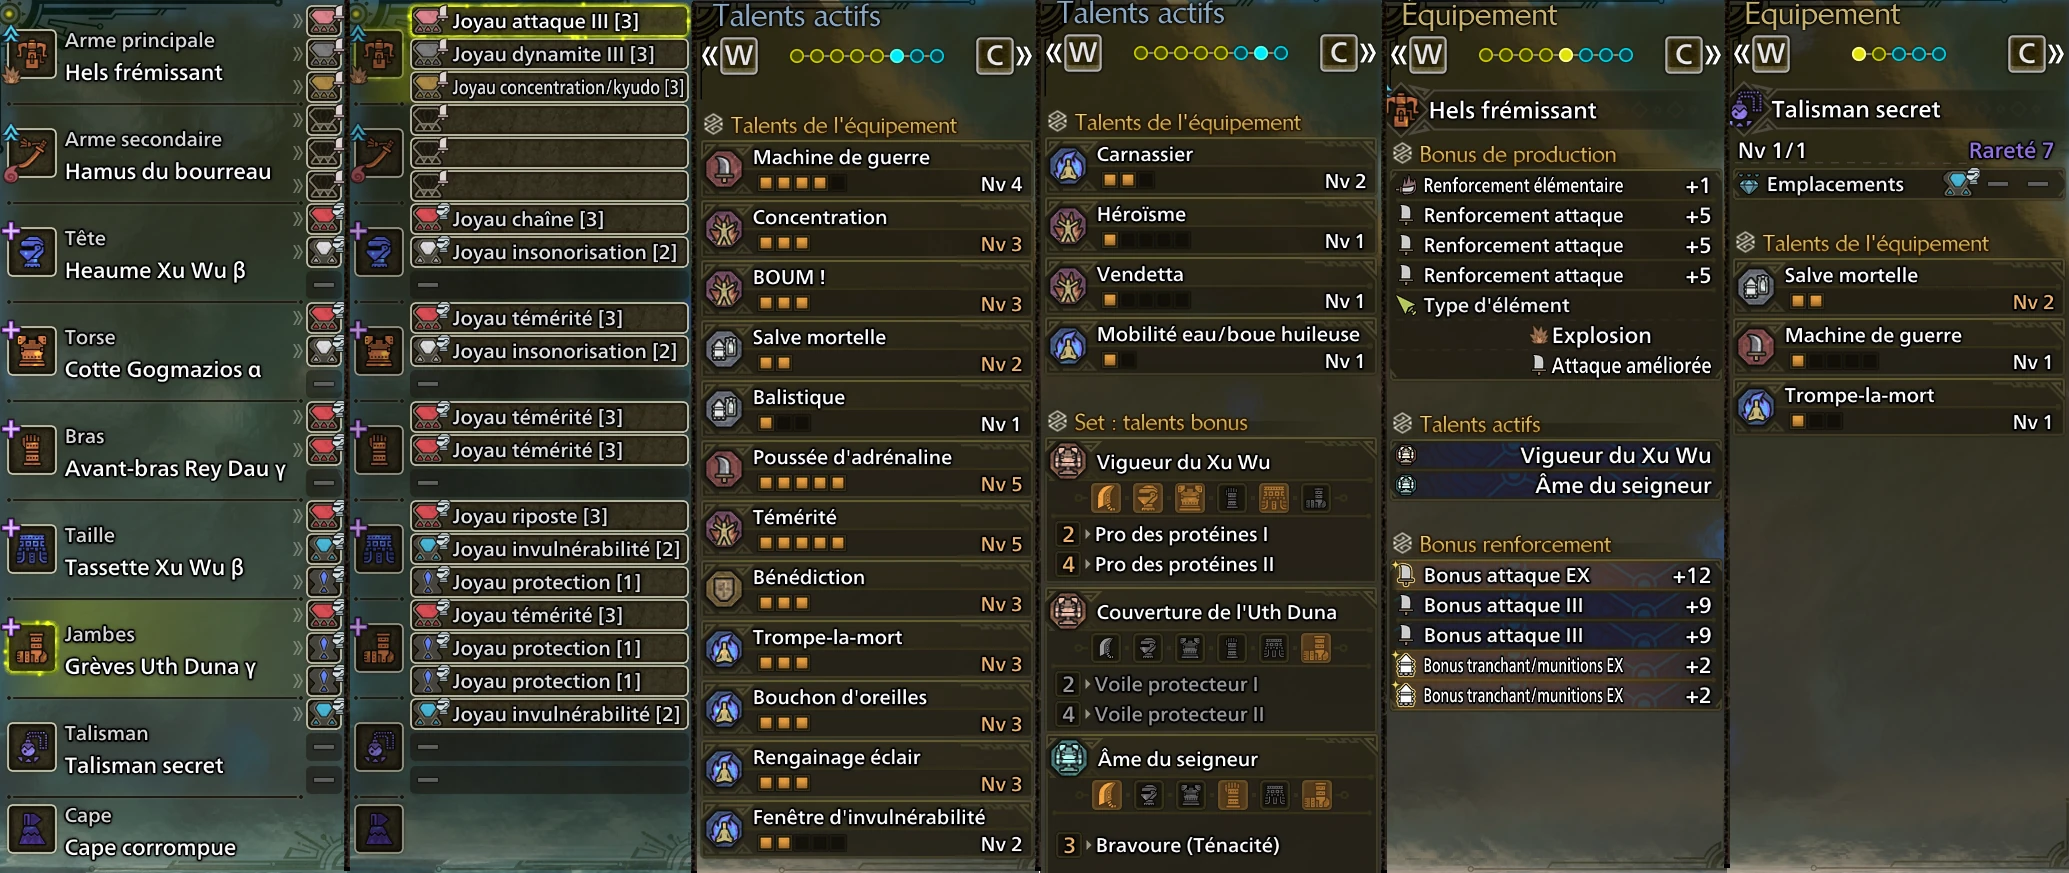 Arme principale
Hels frémissant
Arme secondaire
Hamus du bourreau
Tête
Heaume Xu Wu β
Torse
Cotte Gogmazios α
Bras
Avant-bras Rey Dau γ
Taille
Tassette Xu Wu β
Jambes
Grèves Uth Duna γ
Talisman
Talisman secret
Cape
Cape corrompue
Joyau attaque III [3]
Joyau dynamite III [3]
Joyau concentration/kyudo [3]
Joyau chaîne [3]
Joyau insonorisation [2]
Joyau témérité [3]
Joyau insonorisation [2]
Joyau témérité [3]
Joyau témérité [3]
Joyau riposte [3]
Joyau invulnérabilité [2]
Joyau protection [1]
Joyau témérité [3]
Joyau protection [1]
Joyau protection [1]
Joyau invulnérabilité [2]
Talents actifs
W C
Talents de l'équipement
Machine de guerre
Nv 4
Concentration
Nv 3
BOUM !
Nv 3
Salve mortelle
Nv 2
Balistique
Nv 1
Poussée d'adrénaline
Nv 5
Témérité
Nv 5
Bénédiction
Nv 3
Trompe-la-mort
Nv 3
Bouchon d'oreilles
Nv 3
Rengainage éclair
Nv 3
Fenêtre d'invulnérabilité
Nv 2
Talents actifs
W C
Talents de l'équipement
Carnassier
Nv 2
Héroïsme
Nv 1
Vendetta
Nv 1
Mobilité eau/boue huileuse
Nv 1
Set : talents bonus
Vigueur du Xu Wu
2 Pro des protéines I
4 Pro des protéines II
Couverture de l'Uth Duna
2 Voile protecteur I
4 Voile protecteur II
Âme du seigneur
3 Bravoure (Ténacité)
Équipement
W C
Hels frémissant
Bonus de production
Renforcement élémentaire +1
Renforcement attaque +5
Renforcement attaque +5
Renforcement attaque +5
Type d'élément
Explosion
Attaque améliorée
Talents actifs
Vigueur du Xu Wu
Âme du seigneur
Bonus renforcement
Bonus attaque EX +12
Bonus attaque III +9
Bonus attaque III +9
Bonus tranchant/munitions EX +2
Bonus tranchant/munitions EX +2
Équipement
W C
Talisman secret
Nv 1/1 Rareté 7
Emplacements
Talents de l'équipement
Salve mortelle
Nv 2
Machine de guerre
Nv 1
Trompe-la-mort
Nv 1